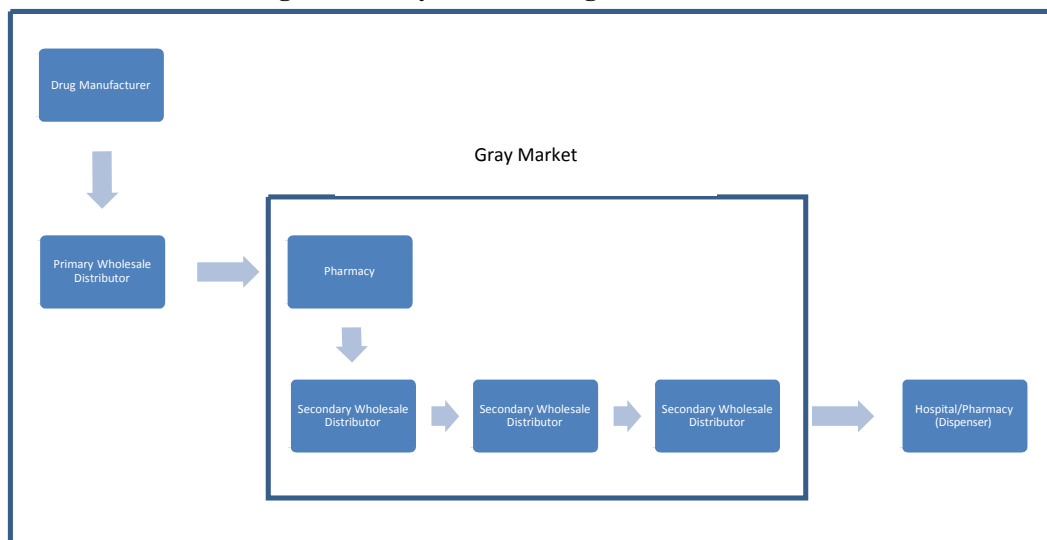 Drug Manufacturer
Gray Market
Primary Wholesale
Distributor
Pharmacy
Secondary Wholesale
Distributor
Secondary Wholesale
Distributor
Secondary Wholesale
Distributor
Hospital/Pharmacy
(Dispenser)